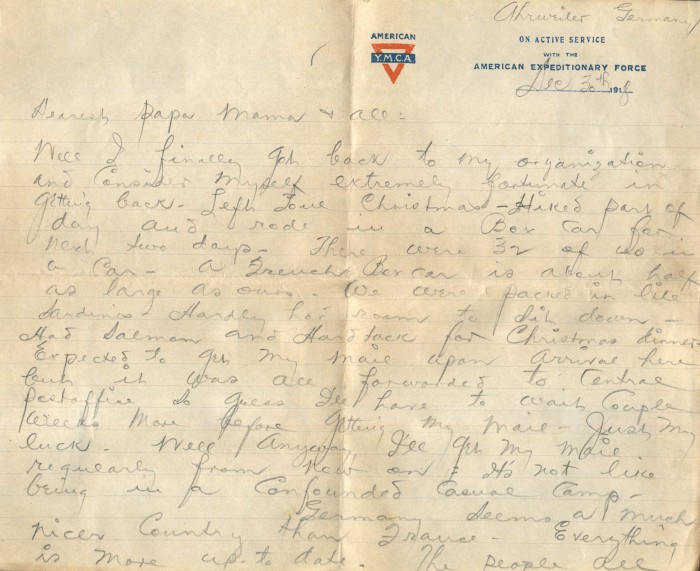 Ahrweiler Germany
AMERICAN
Y.M.C.A.
ON ACTIVE SERVICE
WITH THE
AMERICAN EXPEDITIONARY FORCE
Dec 30th 1918
Dearest Papa Mama + all:
Well I finally got back to my organization
and consider myself extremely fortunate in
getting back - Left Christmas - Hiked part of
day and rode in a Box car for
next two days - There were 32 of us in
a car - A French Box car is about half
as large as ours. We were packed in like
Sardines - Hardly had room to sit down -
Had Salmon and Hardtack for Christmas dinner -
Expected to get my mail upon arrival here
but it was all forwarded to Central
Postoffice So guess I'll have to wait couple
weeks more before getting my mail - Just my
luck - Well anyway I'll get my mail
regularly from now on & it's not like
being in a Confounded Casual Camp -
Germany seems a much
nicer Country than France - Everything
is more up-to date. The people all